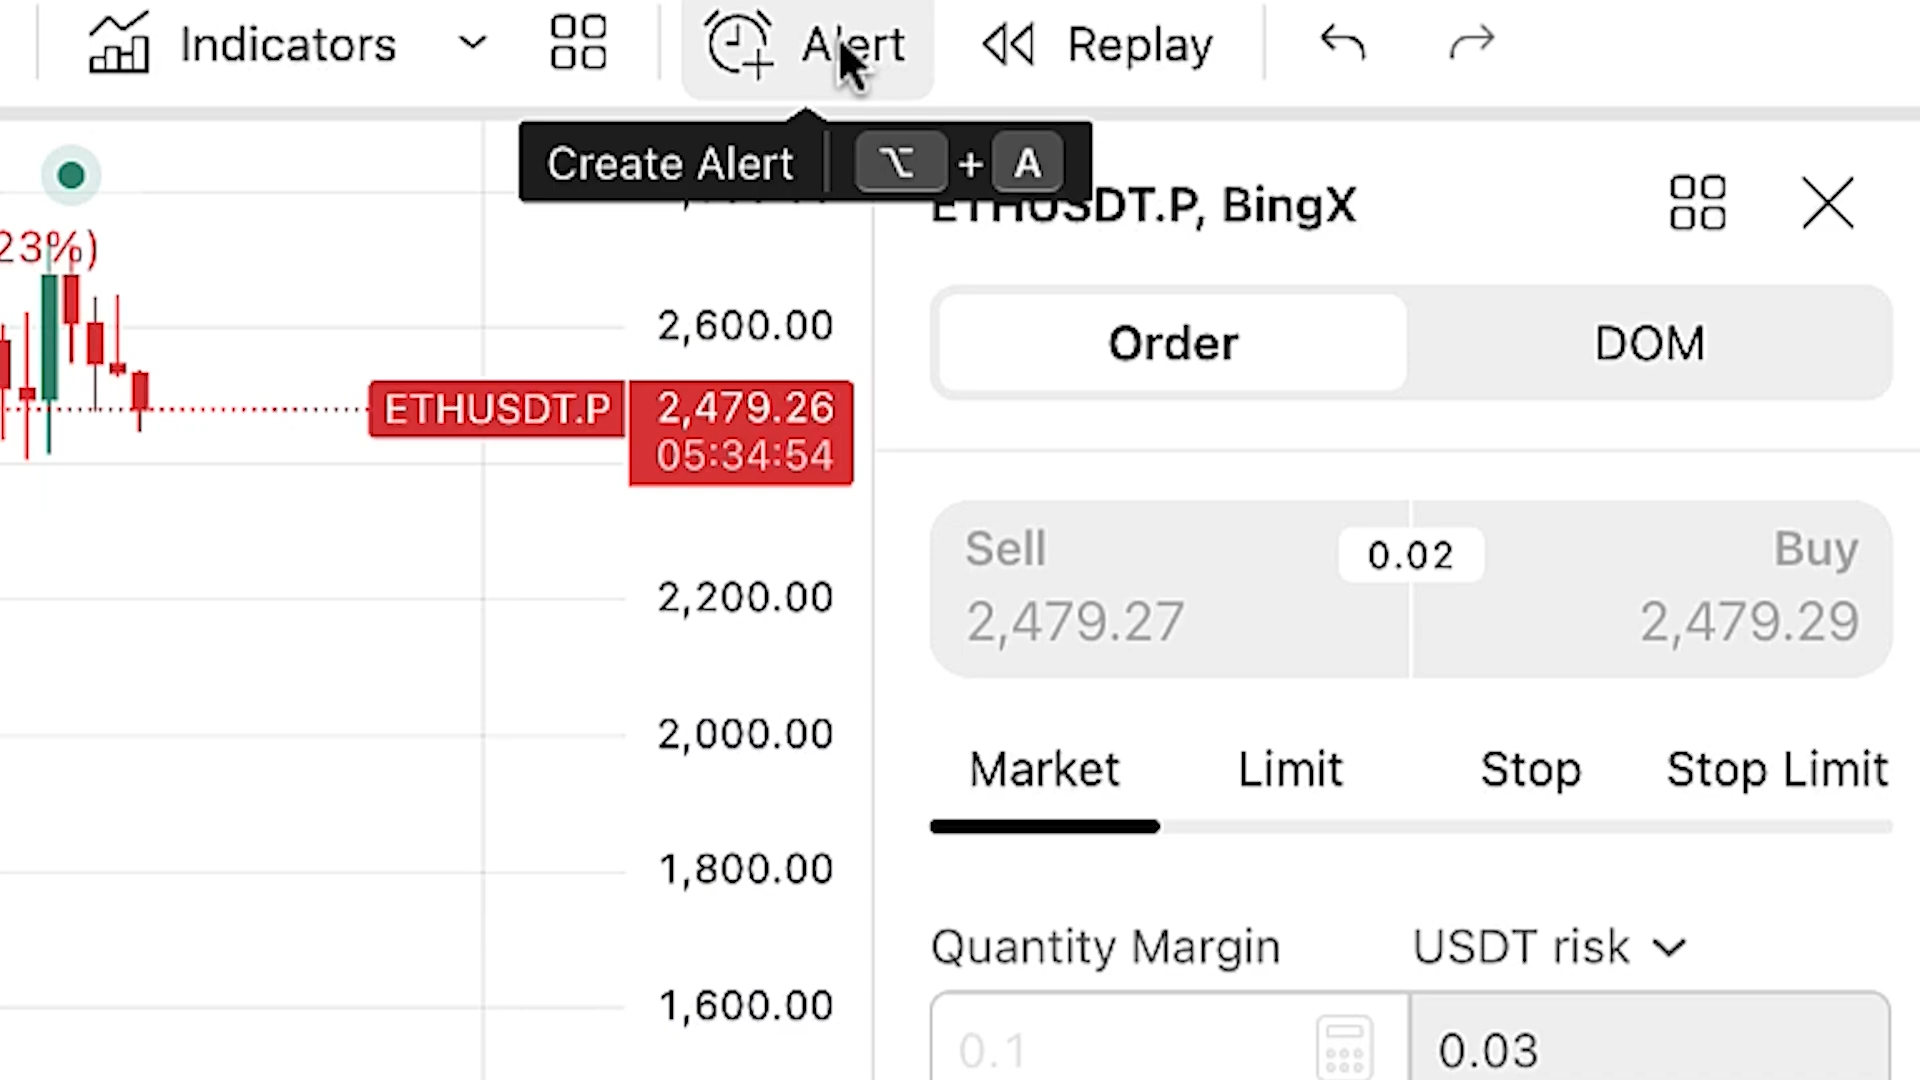 Indicators
Alert
Replay
Create Alert ⌥ + A
ETHUSDT.P, BingX
23%)
2,600.00
ETHUSDT.P 2,479.26
05:34:54
2,200.00
2,000.00
1,800.00
1,600.00
Order DOM
Sell 0.02 Buy
2,479.27 2,479.29
Market Limit Stop Stop Limit
Quantity Margin USDT risk
0.1 0.03